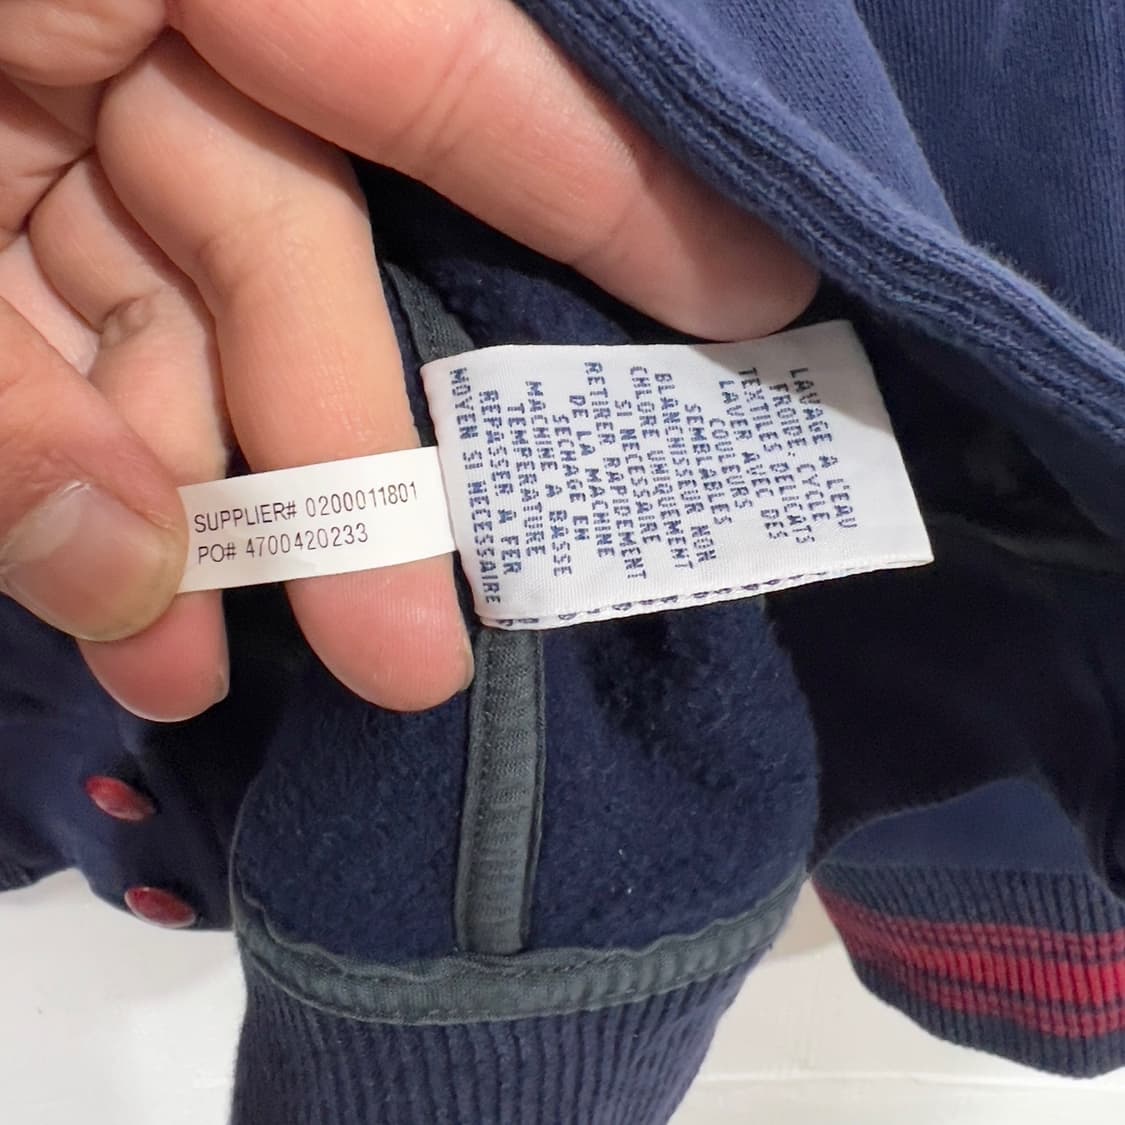 SUPPLIER# 0200011801
PO# 4700420233
LAVAGE A L'EAU
FROIDE, CYCLE
TEXTILES DELICATS
LAVER AVEC DES
COULEURS
SEMBLABLES
BLANCHISSEUR NON
CHLORE UNIQUEMENT
SI NECESSAIRE
RETIRER RAPIDEMENT
DE LA MACHINE
SECHAGE EN
MACHINE A BASSE
TEMPERATURE
REPASSER A FER
MOYEN SI NECESSAIRE